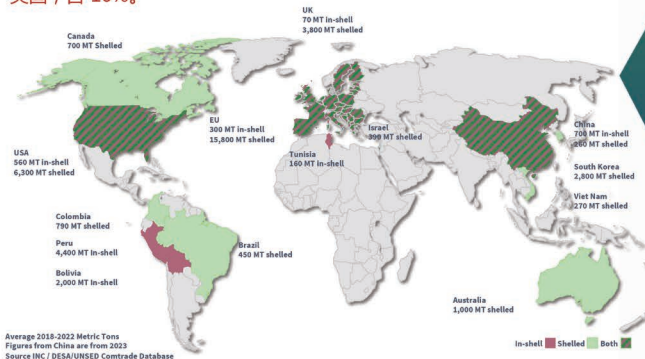 UK
70 MT in-shell
3,800 MT shelled
Canada
700 MT Shelled
EU
300 MT in-shell
15,800 MT shelled
USA
560 MT in-shell
6,300 MT shelled
Israel
390 MT shelled
Tunisia
160 MT in-shell
China
700 MT in-shell
260 MT shelled
South Korea
2,800 MT shelled
Viet Nam
270 MT shelled
Colombia
790 MT shelled
Peru
4,400 MT In-shell
Bolivia
2,000 MT In-shell
Brazil
450 MT shelled
Australia
1,000 MT shelled
In-shell Shelled Both
Average 2018-2022 Metric Tons
Figures from China are from 2023
Source INC / DESA/UNSED Comtrade Database